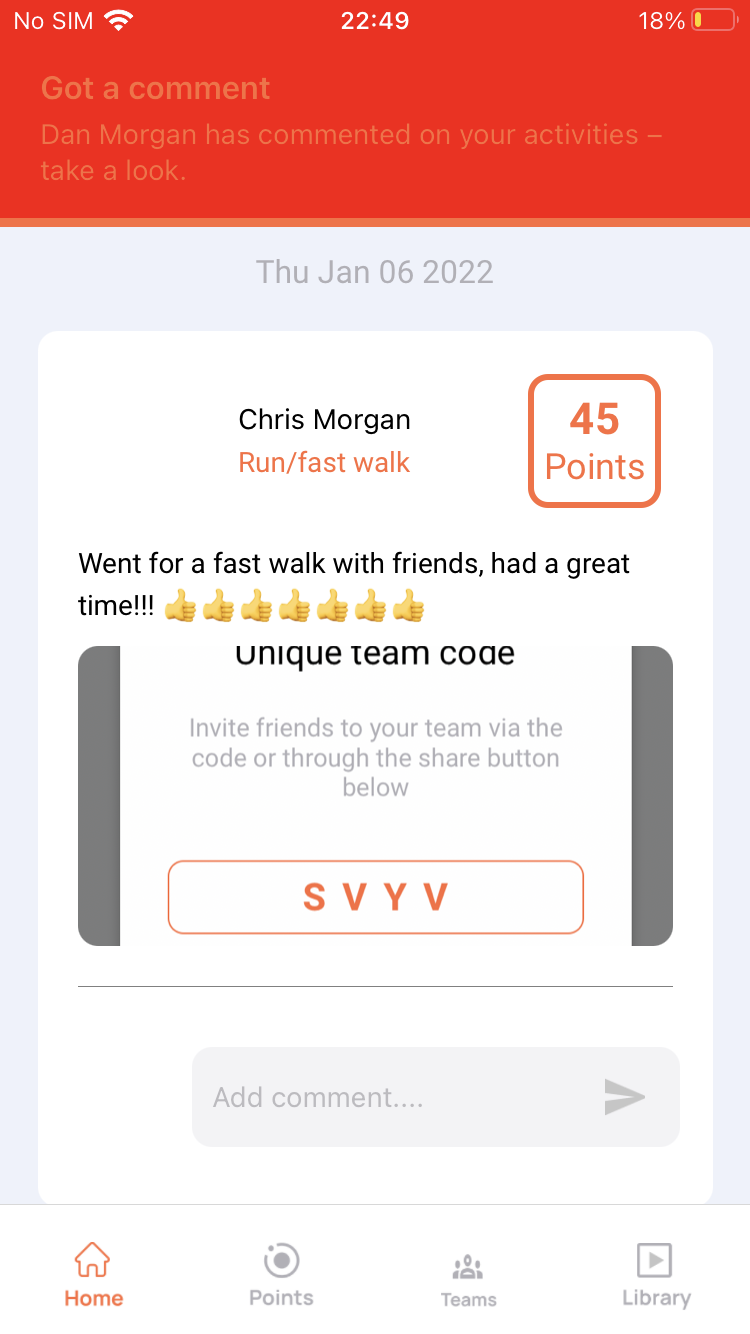 No SIM 22:49 18%
Got a comment
Dan Morgan has commented on your activities –
take a look.
Thu Jan 06 2022
Chris Morgan
Run/fast walk
45
Points
Went for a fast walk with friends, had a great
time!!! 👍👍👍👍👍👍👍
Unique team code
Invite friends to your team via the
code or through the share button
below
S V Y V
Add comment....
Home Points Teams Library